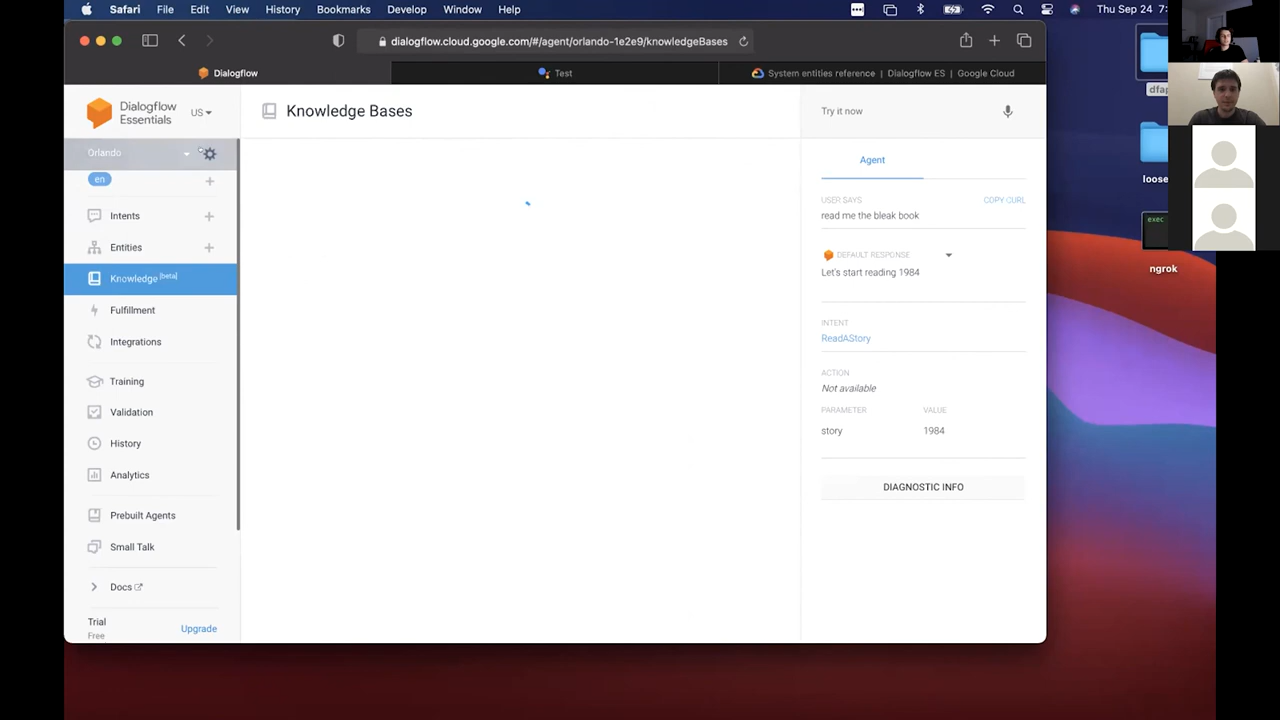 Safari File Edit View History Bookmarks Develop Window Help
Thu Sep 24
dialogflow.cloud.google.com/#/agent/orlando-1e2e9/knowledgeBases
Dialogflow
Test
System entities reference | Dialogflow ES | Google Cloud
Dialogflow
Essentials
US
Orlando
en
Intents
Entities
Knowledge [beta]
Fulfillment
Integrations
Training
Validation
History
Analytics
Prebuilt Agents
Small Talk
Docs
Trial
Free
Upgrade
Knowledge Bases
Try it now
Agent
USER SAYS
COPY CURL
read me the bleak book
DEFAULT RESPONSE
Let's start reading 1984
INTENT
ReadAStory
ACTION
Not available
PARAMETER VALUE
story 1984
DIAGNOSTIC INFO
exec
ngrok